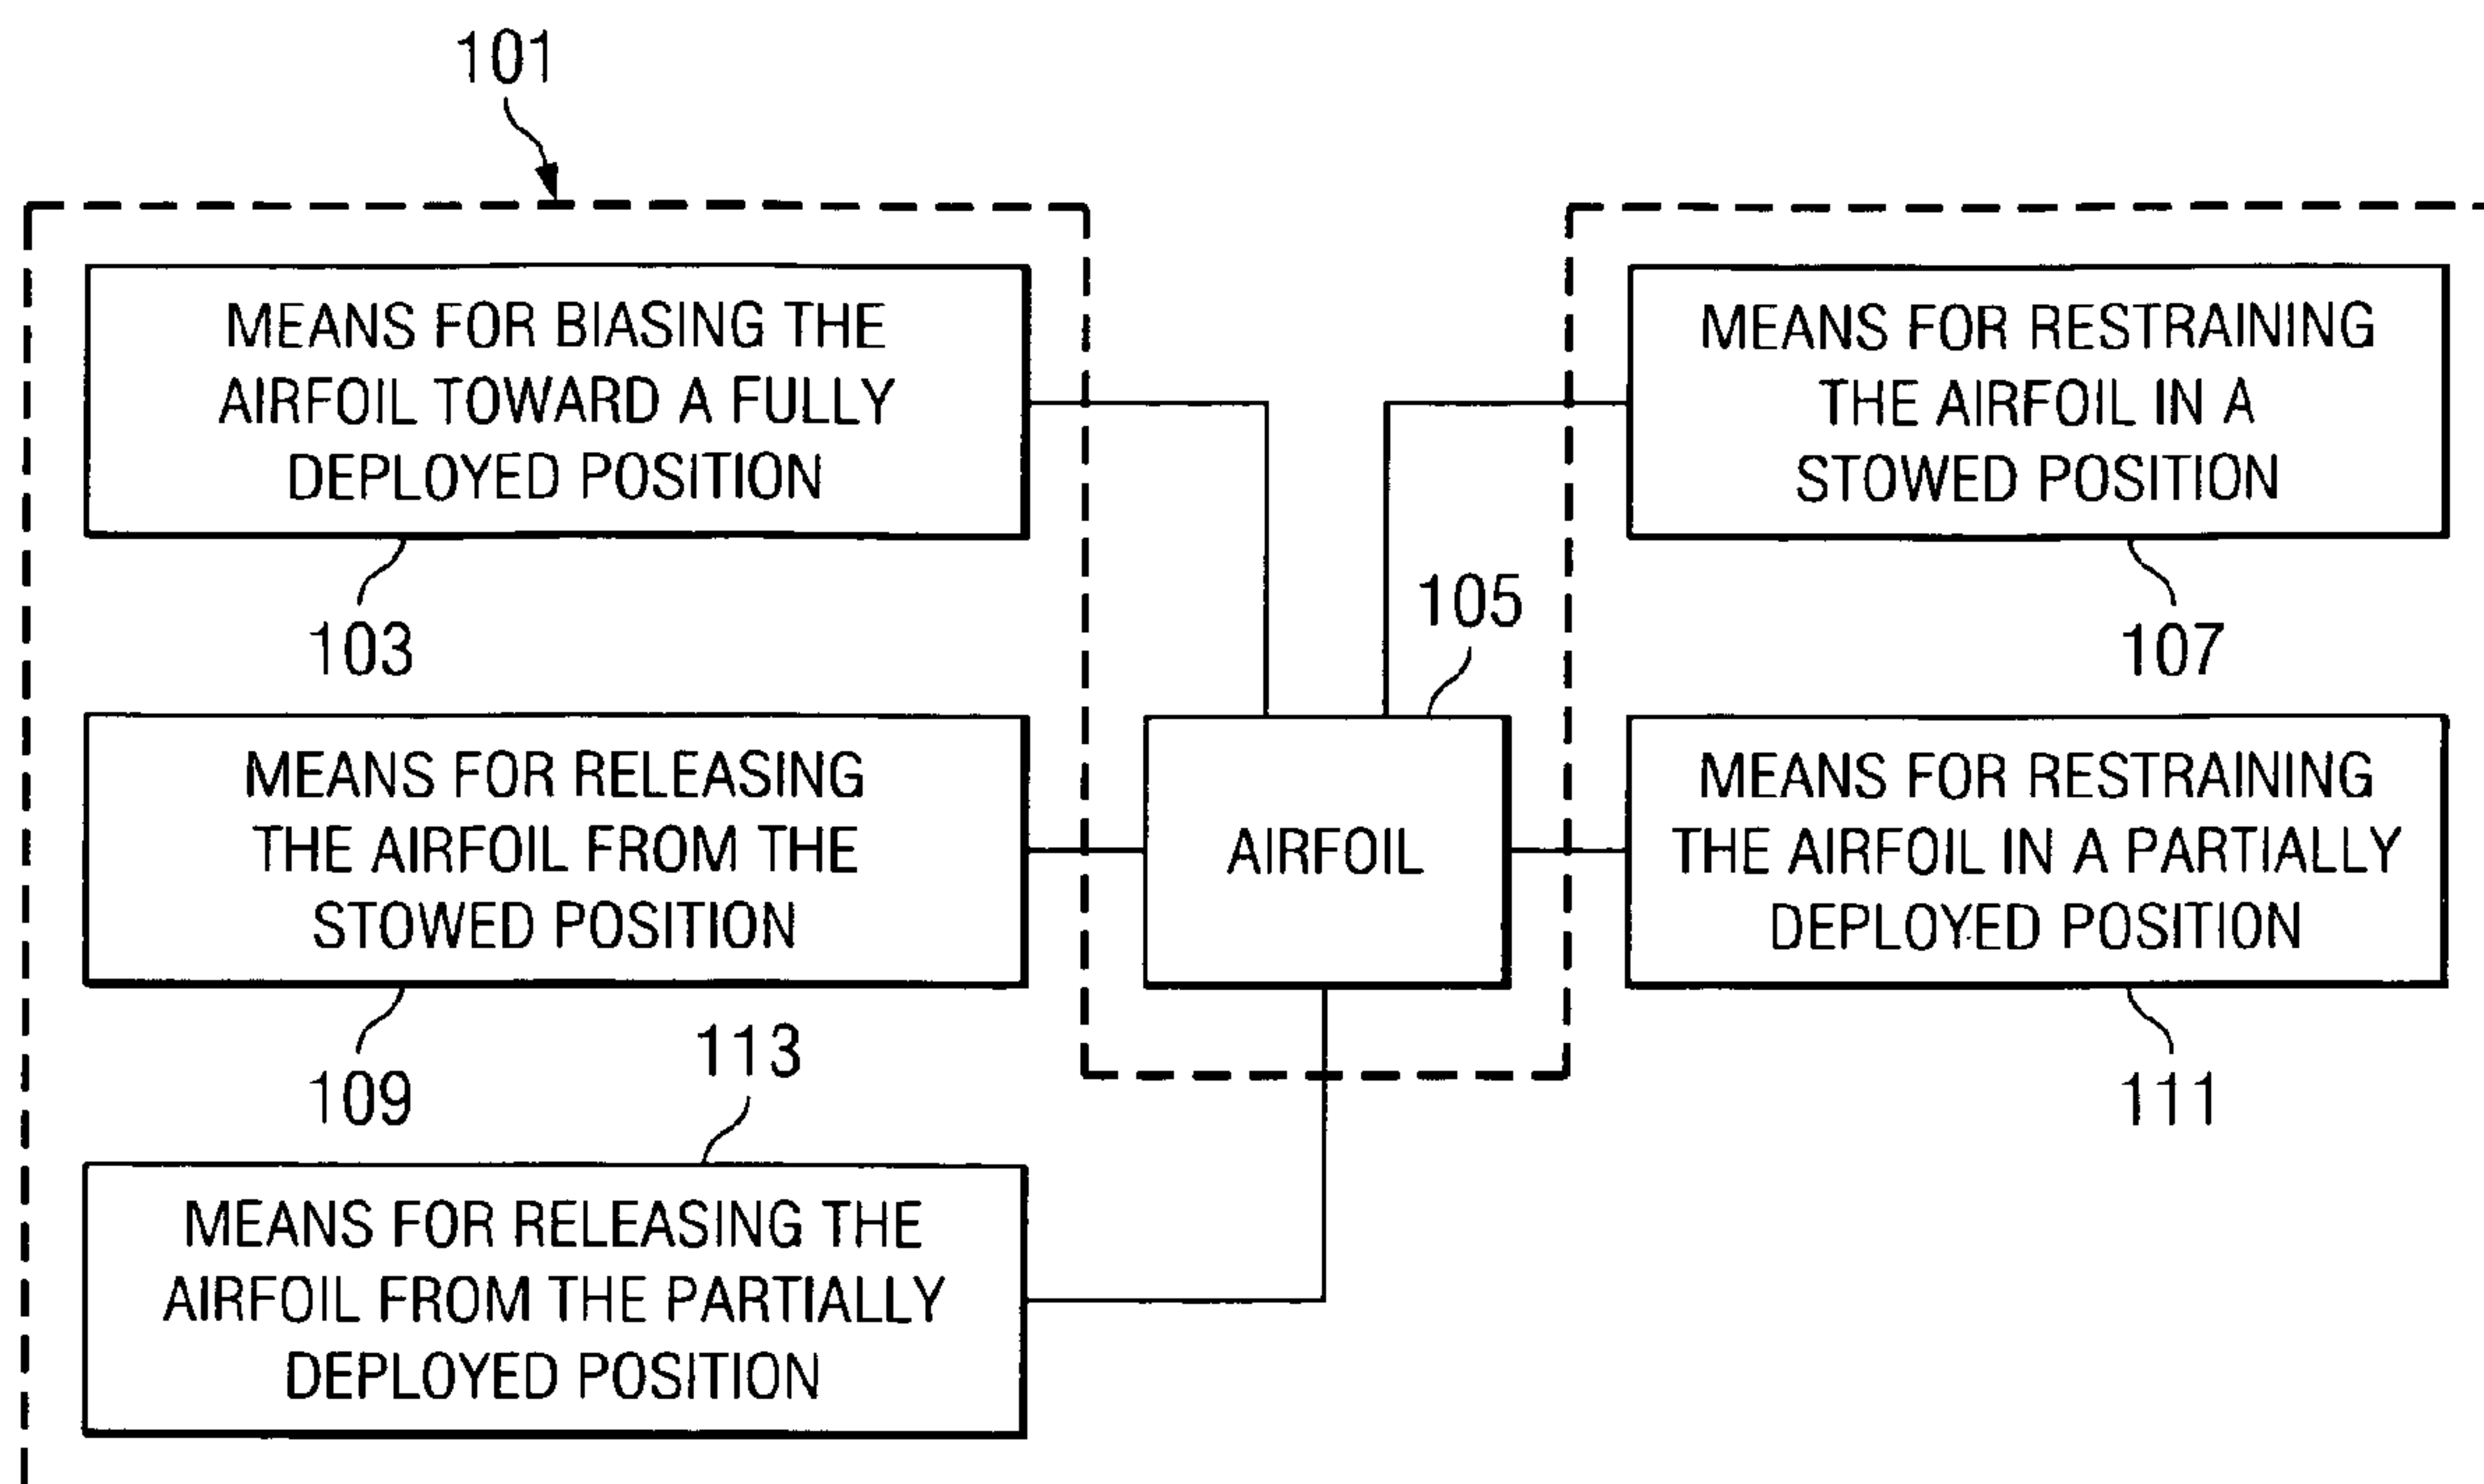 101
MEANS FOR BIASING THE
AIRFOIL TOWARD A FULLY
DEPLOYED POSITION
103
MEANS FOR RESTRAINING
THE AIRFOIL IN A
STOWED POSITION
107
105
MEANS FOR RELEASING
THE AIRFOIL FROM THE
STOWED POSITION
109
AIRFOIL
MEANS FOR RESTRAINING
THE AIRFOIL IN A PARTIALLY
DEPLOYED POSITION
111
113
MEANS FOR RELEASING THE
AIRFOIL FROM THE PARTIALLY
DEPLOYED POSITION